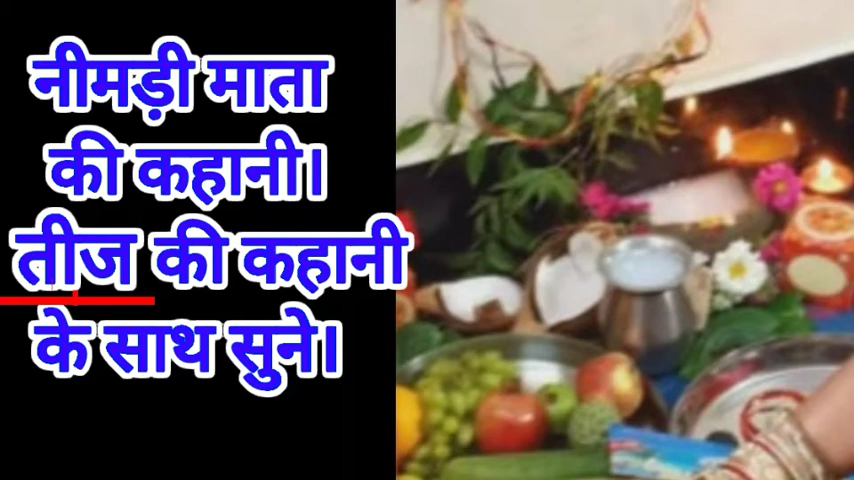 नीमड़ी माता
की कहानी।
तीज की कहानी
के साथ सुने।